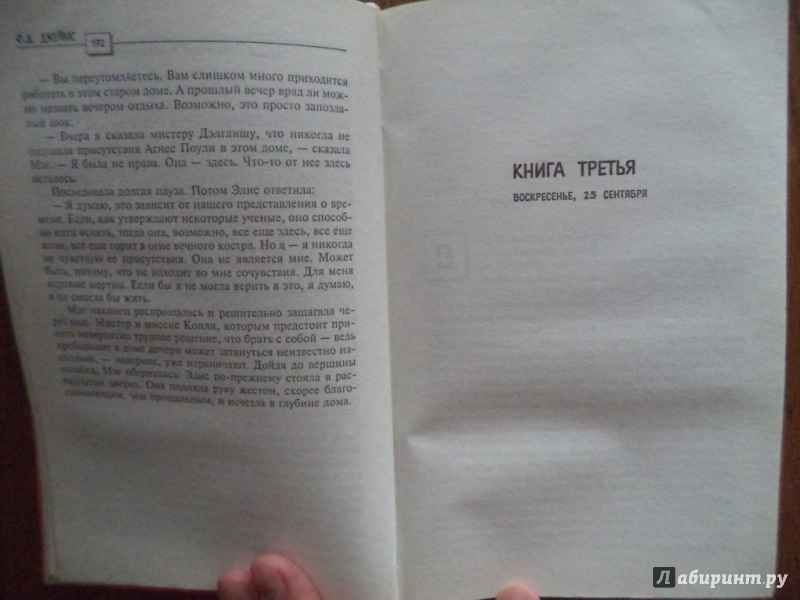 Ф.Д. ДЖЕЙМС
172
— Вы переутомляетесь. Вам слишком много приходится
работать в этом старом доме. А прошлый вечер вряд ли мож-
но назвать вечером отдыха. Возможно, это просто запозда-
лый шок.
— Вчера я сказала мистеру Дэлглишу, что никогда не
ощущала присутствия Агнес Поули в этом доме, — сказала
Мэг. — Я была не права. Она — здесь. Что-то от нее здесь
осталось.
Последовала долгая пауза. Потом Элис ответила:
— Я думаю, это зависит от нашего представления о вре-
мени. Если, как утверждают некоторые ученые, оно способ-
но идти вспять, тогда она, возможно, все еще здесь, все еще
жива, все еще горит в огне вечного костра. Но я — я никогда
не чувствую ее присутствия. Она не является мне. Может
быть, потому, что не находит во мне сочувствия. Для меня
мертвые мертвы. Если бы я не могла верить в это, я думаю,
я не смогла бы жить.
Мэг наконец распрощалась и решительно зашагала че-
рез мыс. Мистер и миссис Копли, которым предстоит при-
нять невероятно трудное решение, что брать с собой — ведь
пребывание в доме дочери может затянуться неизвестно на-
сколько, — наверное, уже нервничают. Дойдя до вершины
Мэг обернулась. Элис по-прежнему стояла в рас-
пахнутых дверях. Она подняла руку жестом, скорее благо-
словляющим, чем прощальным, и исчезла в глубине дома.
КНИГА ТРЕТЬЯ
ВОСКРЕСЕНЬЕ, 25 СЕНТЯБРЯ
Лабиринт.ру